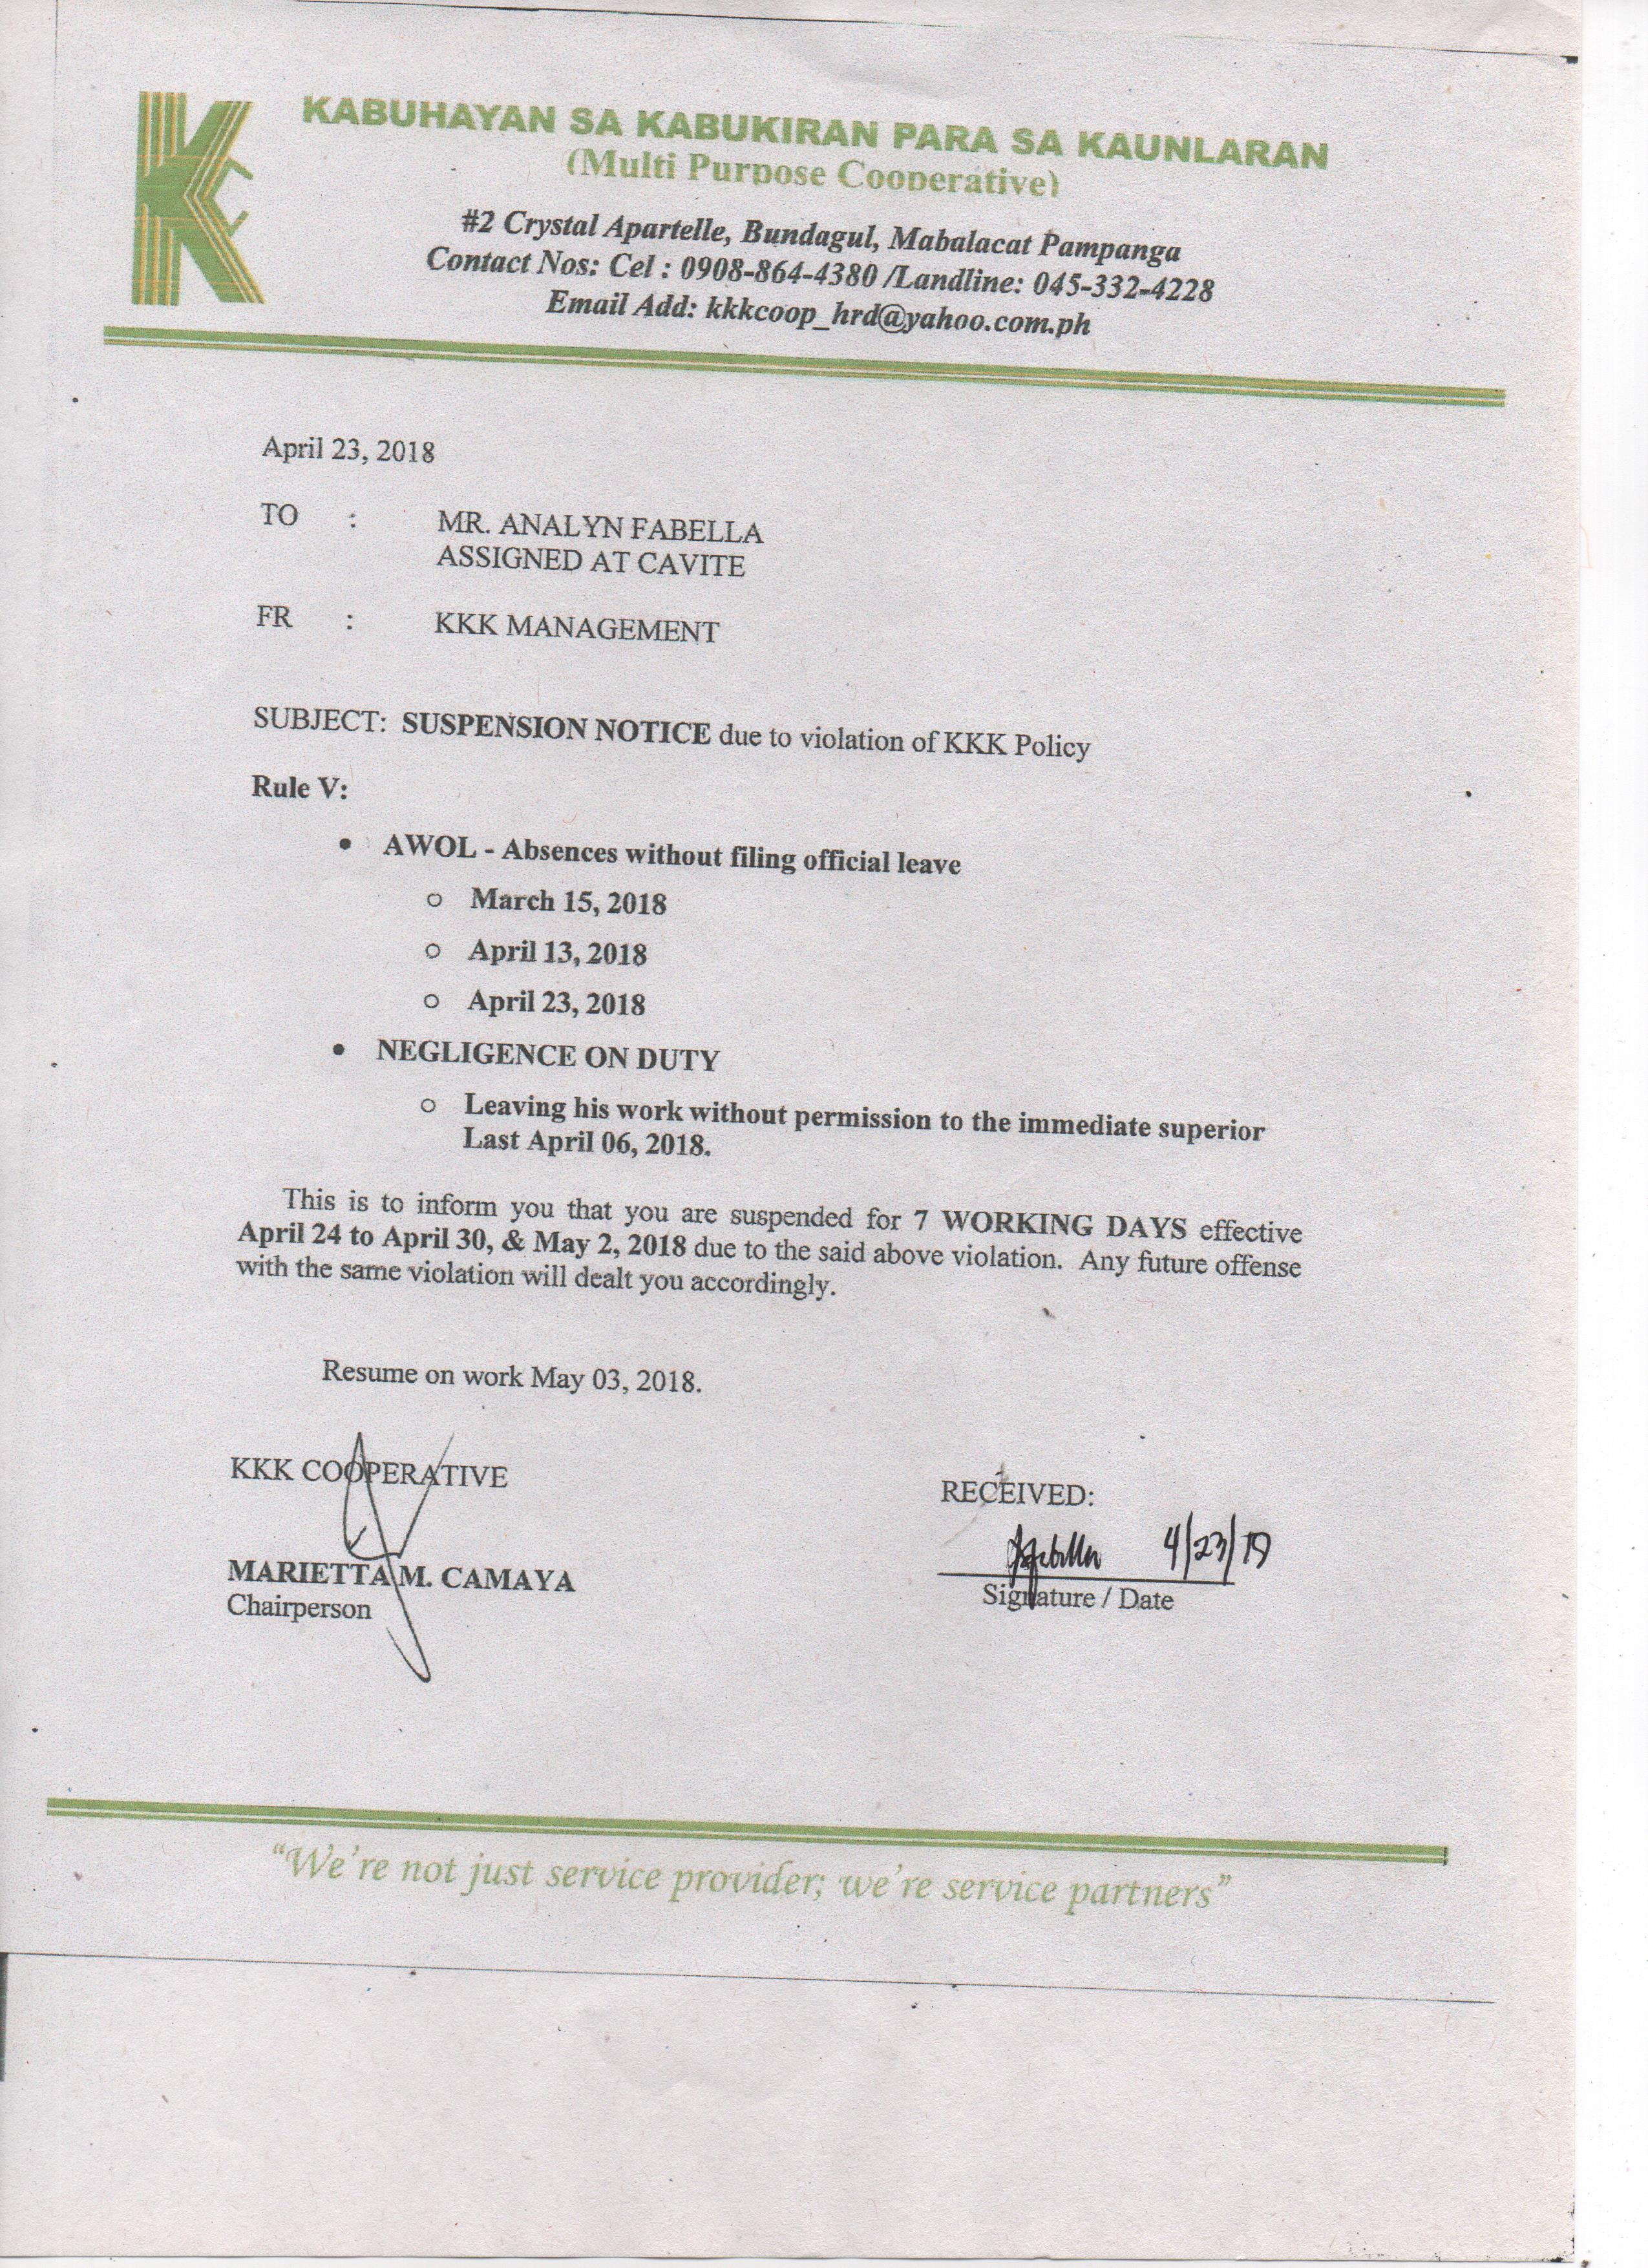 KABUHAYAN SA KABUKIRAN PARA SA KAUNLARAN
(Multi Purpose Cooperative)
#2 Crystal Apartelle, Bundagul, Mabalacat Pampanga
Contact Nos: Cel : 0908-864-4380 /Landline: 045-332-4228
Email Add: kkkcoop_hrd@yahoo.com.ph
April 23, 2018
TO : MR. ANALYN FABELLA
ASSIGNED AT CAVITE
FR : KKK MANAGEMENT
SUBJECT: SUSPENSION NOTICE due to violation of KKK Policy
Rule V:
• AWOL - Absences without filing official leave
o March 15, 2018
o April 13, 2018
o April 23, 2018
• NEGLIGENCE ON DUTY
o Leaving his work without permission to the immediate superior
Last April 06, 2018.
This is to inform you that you are suspended for 7 WORKING DAYS effective
April 24 to April 30, & May 2, 2018 due to the said above violation. Any future offense
with the same violation will dealt you accordingly.
Resume on work May 03, 2018.
KKK COOPERATIVE
RECEIVED:
4/23/
MARIETTA M. CAMAYA
Chairperson
Signature / Date
“We’re not just service provider; we’re service partners”